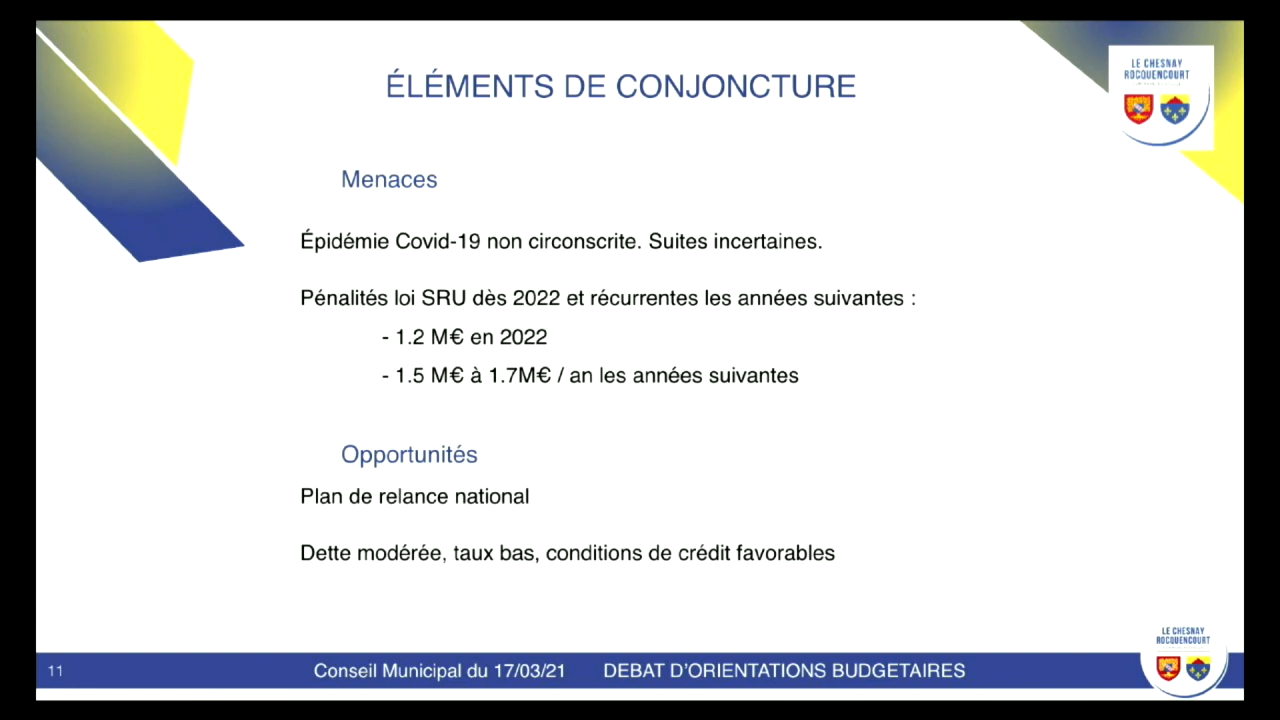 ÉLÉMENTS DE CONJONCTURE
LE CHESNAY
ROCQUENCOURT
Menaces
Épidémie Covid-19 non circonscrite. Suites incertaines.
Pénalités loi SRU dès 2022 et récurrentes les années suivantes :
- 1.2 M€ en 2022
- 1.5 M€ à 1.7M€ / an les années suivantes
Opportunités
Plan de relance national
Dette modérée, taux bas, conditions de crédit favorables
LE CHESNAY
ROCQUENCOURT
11
Conseil Municipal du 17/03/21 DEBAT D'ORIENTATIONS BUDGETAIRES